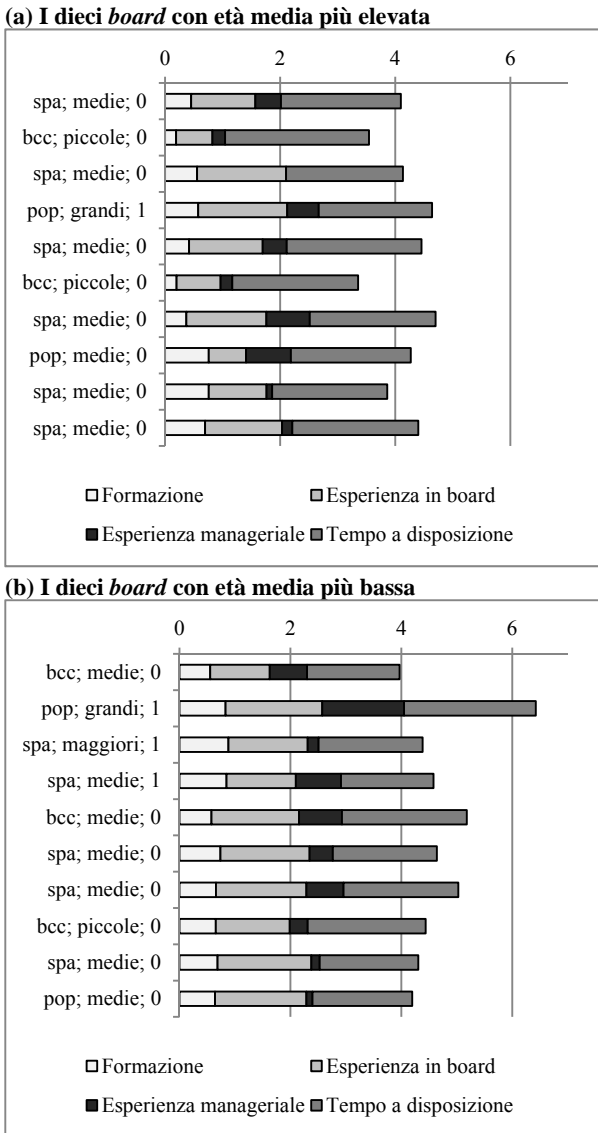 (a) I dieci board con età media più elevata
0 2 4 6
spa; medie; 0
bcc; piccole; 0
spa; medie; 0
pop; grandi; 1
spa; medie; 0
bcc; piccole; 0
spa; medie; 0
pop; medie; 0
spa; medie; 0
spa; medie; 0
Formazione Esperienza in board
Esperienza manageriale Tempo a disposizione
(b) I dieci board con età media più bassa
0 2 4 6
bcc; medie; 0
pop; grandi; 1
spa; maggiori; 1
spa; medie; 1
bcc; medie; 0
spa; medie; 0
spa; medie; 0
bcc; piccole; 0
spa; medie; 0
pop; medie; 0
Formazione Esperienza in board
Esperienza manageriale Tempo a disposizione